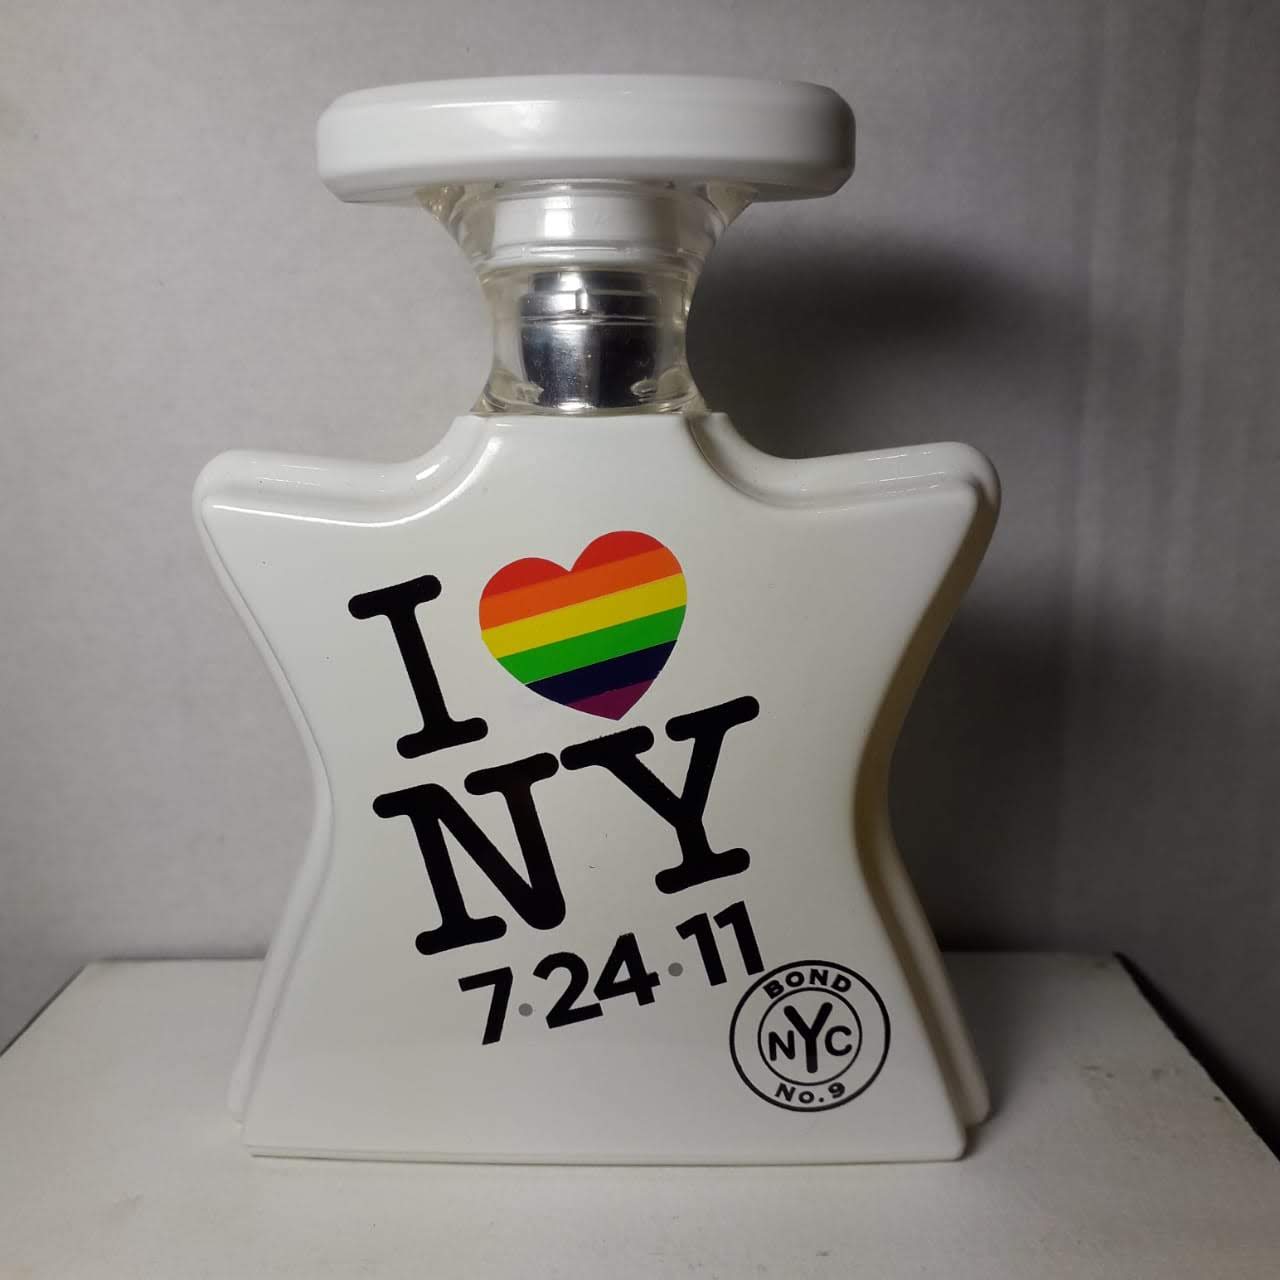 I
NY
7·24·11
BOND
NYC
No. 9